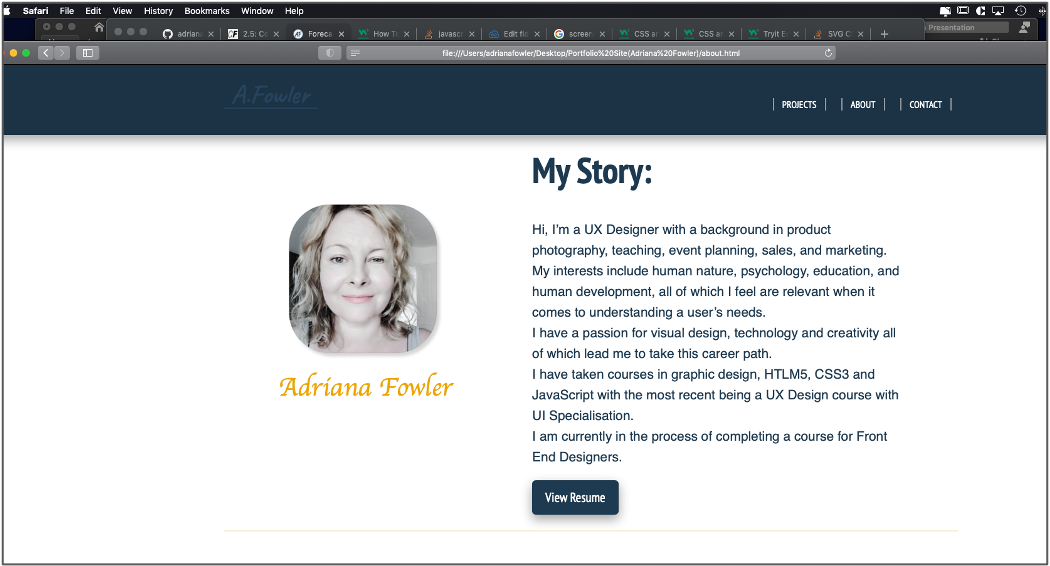 Safari File Edit View History Bookmarks Window Help
adriana 2.5: Co Foreca How To javasc Edit fid screen CSS an CSS an Tryit E SVG C
Presentation
file:///Users/adrianafowler/Desktop/Portfolio%20Site(Adriana%20Fowler)/about.html
A.Fowler
PROJECTS ABOUT CONTACT
My Story:
Hi, I'm a UX Designer with a background in product
photography, teaching, event planning, sales, and marketing.
My interests include human nature, psychology, education, and
human development, all of which I feel are relevant when it
comes to understanding a user's needs.
I have a passion for visual design, technology and creativity all
of which lead me to take this career path.
I have taken courses in graphic design, HTLM5, CSS3 and
JavaScript with the most recent being a UX Design course with
UI Specialisation.
I am currently in the process of completing a course for Front
End Designers.
View Resume
Adriana Fowler